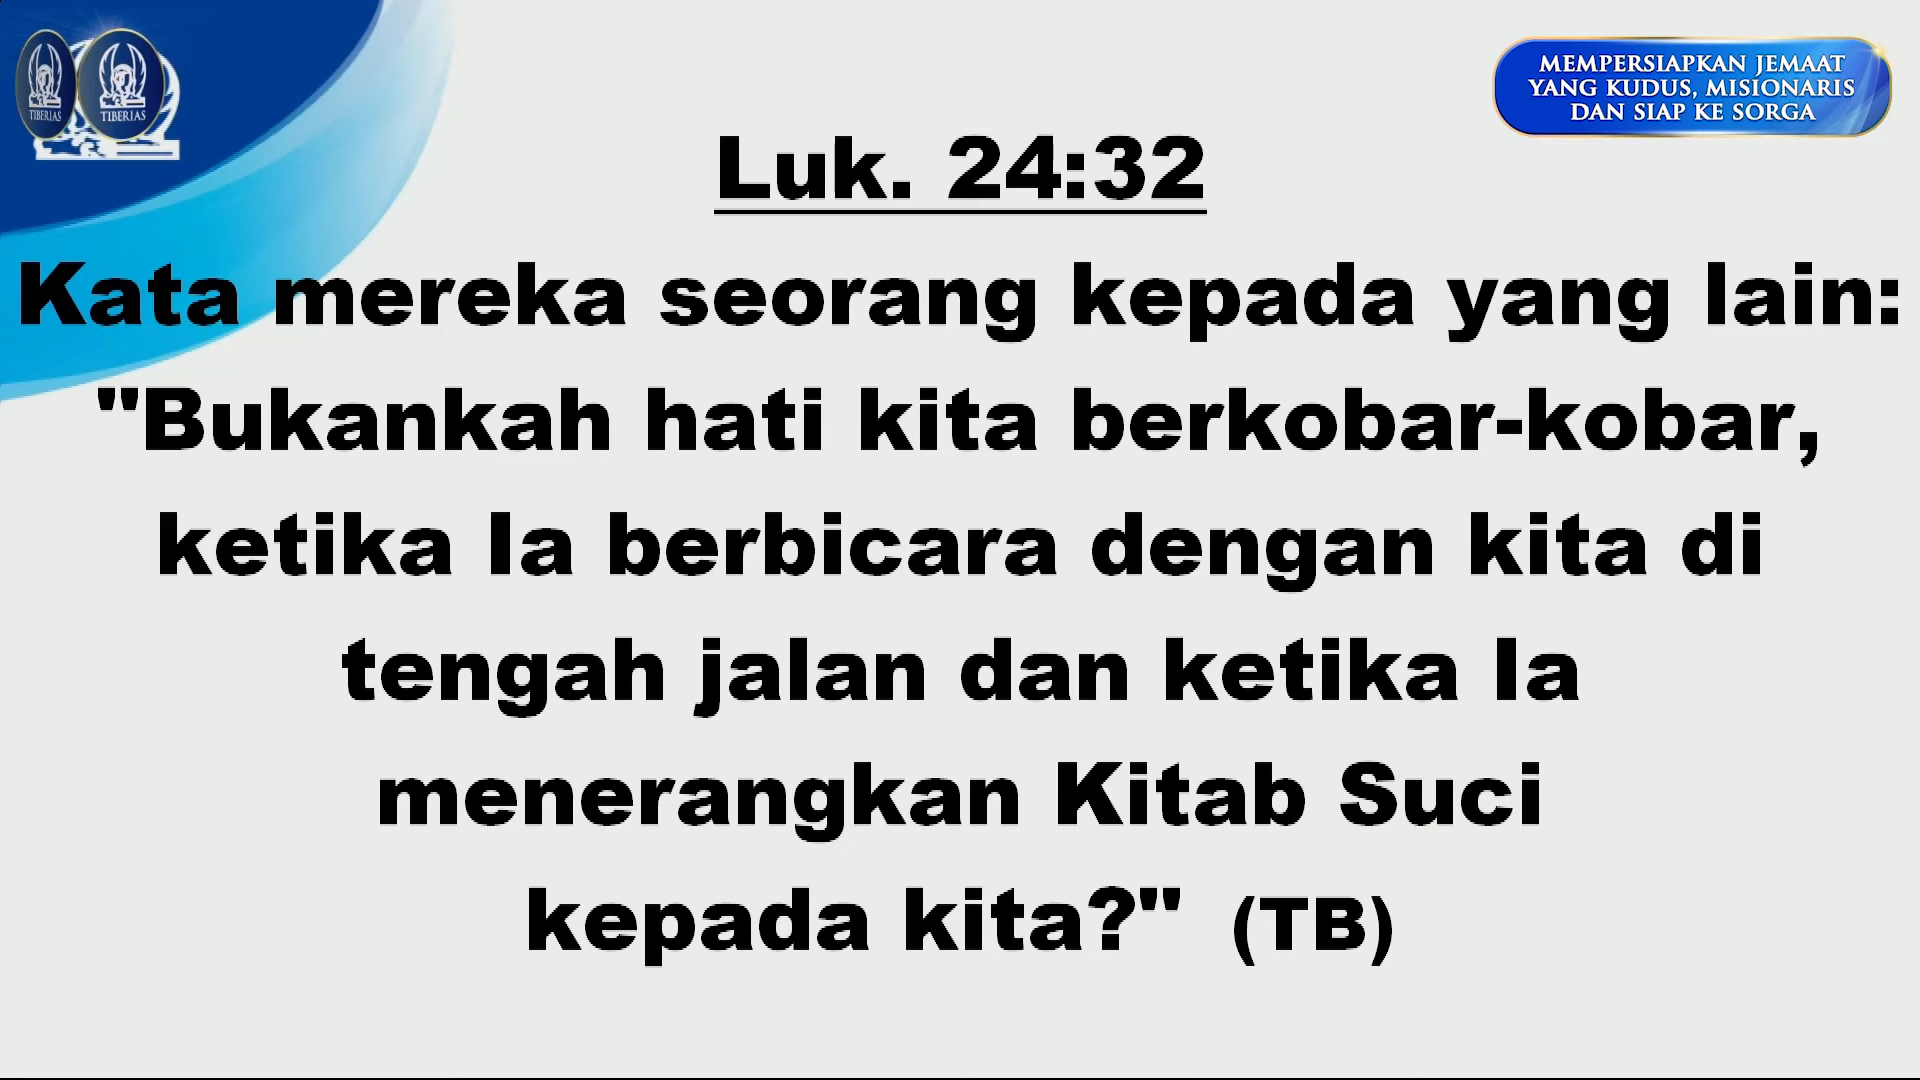 TIBERIAS
TIBERIAS
MEMPERSIAPKAN JEMAAT
YANG KUDUS, MISIONARIS
DAN SIAP KE SORGA
Luk. 24:32
Kata mereka seorang kepada yang lain:
"Bukankah hati kita berkobar-kobar,
ketika Ia berbicara dengan kita di
tengah jalan dan ketika Ia
menerangkan Kitab Suci
kepada kita?" (TB)